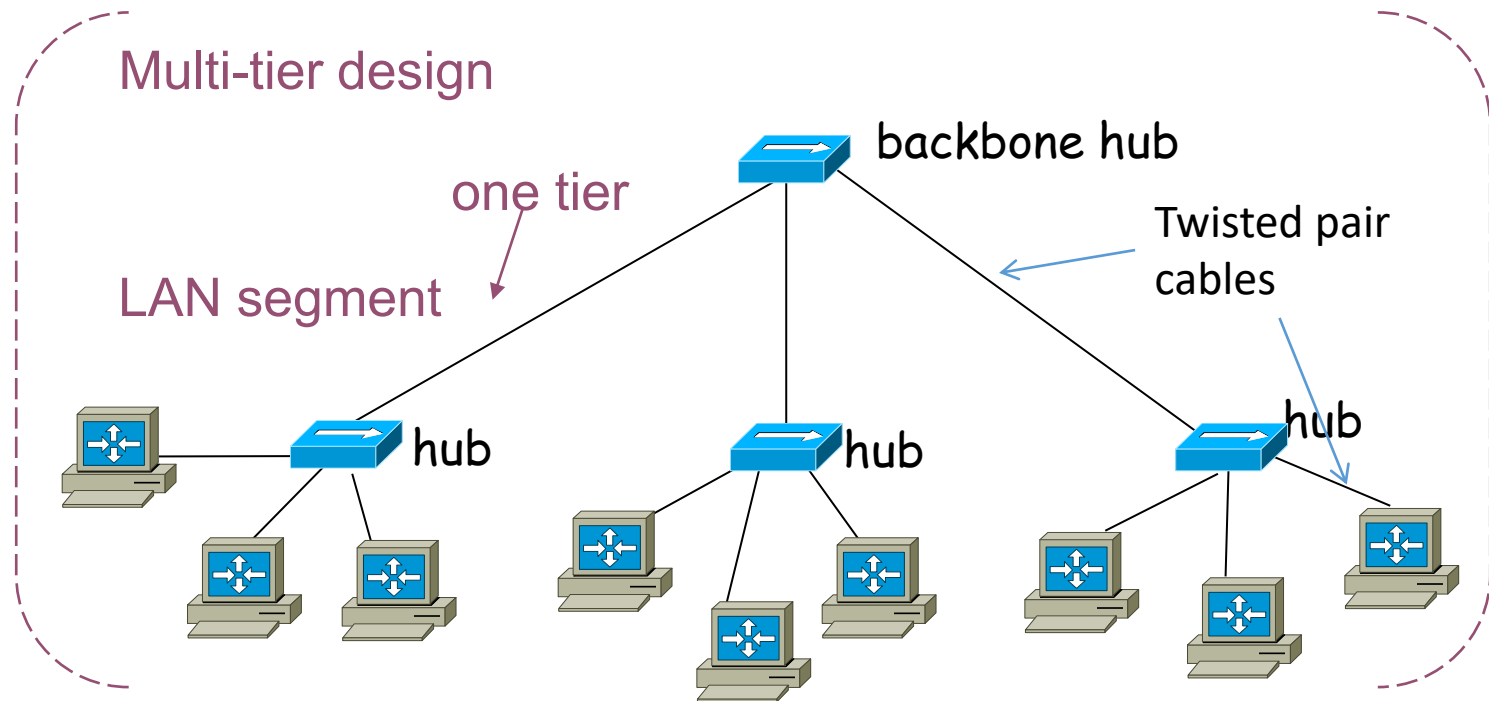 Multi-tier design
backbone hub
one tier
Twisted pair
cables
LAN segment
hub
hub
hub